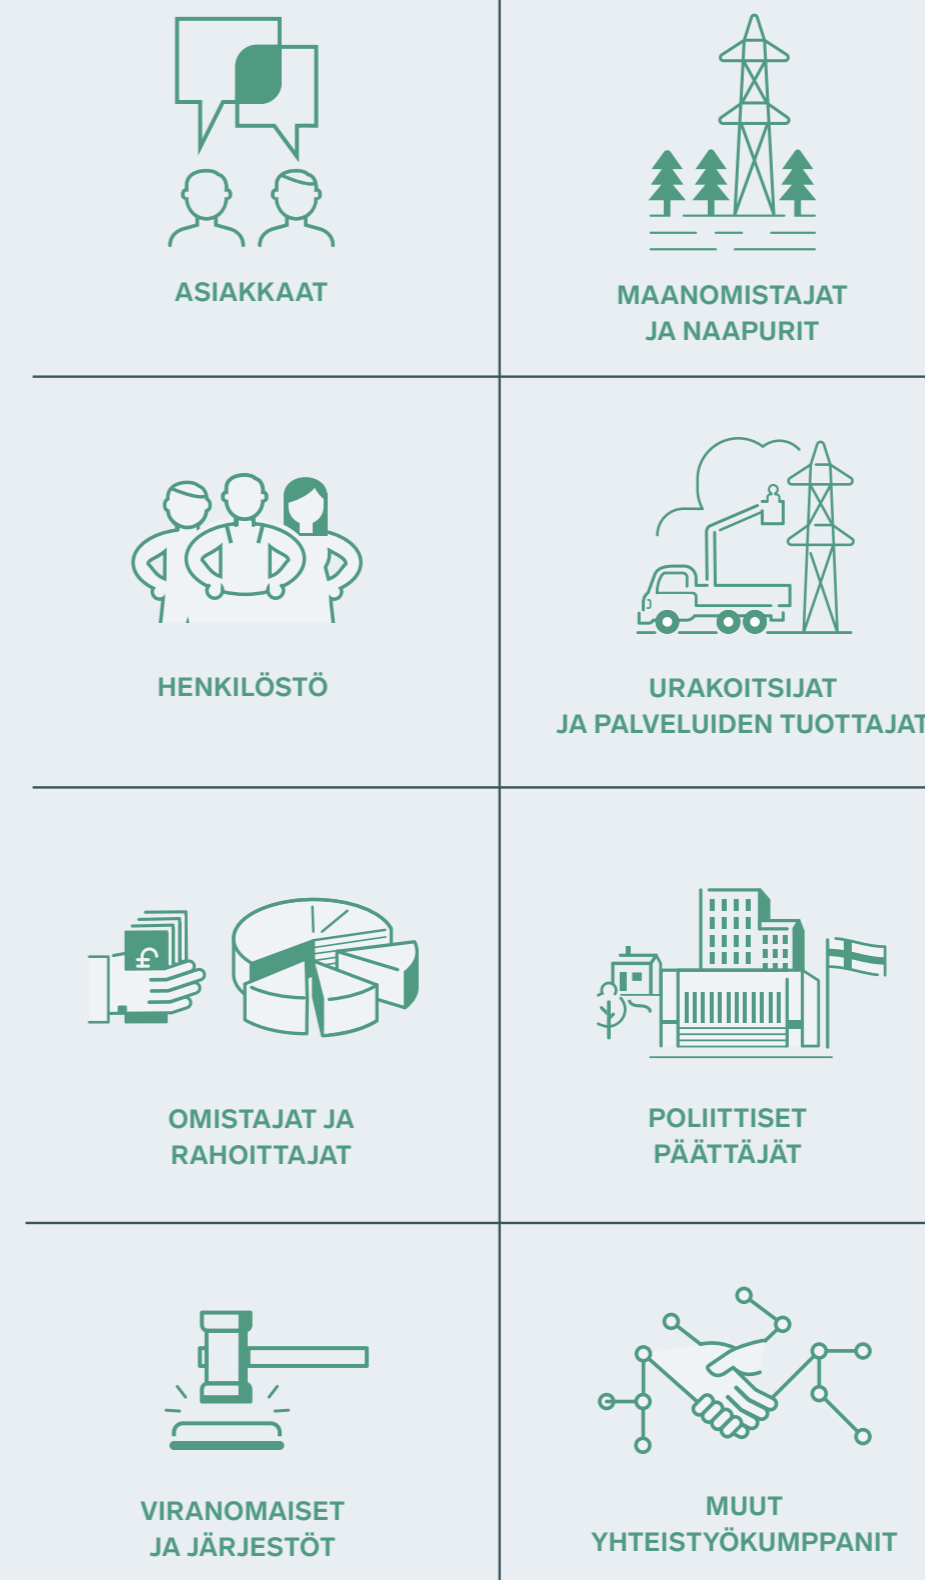 ASIAKKAAT
MAANOMISTAJAT
JA NAAPURIT
HENKILÖSTÖ
URAKOITSIJAT
JA PALVELUIDEN TUOTTAJAT
OMISTAJAT JA
RAHOITTAJAT
POLIITTISET
PÄÄTTÄJÄT
VIRANOMAISET
JA JÄRJESTÖT
MUUT
YHTEISTYÖKUMPPANIT